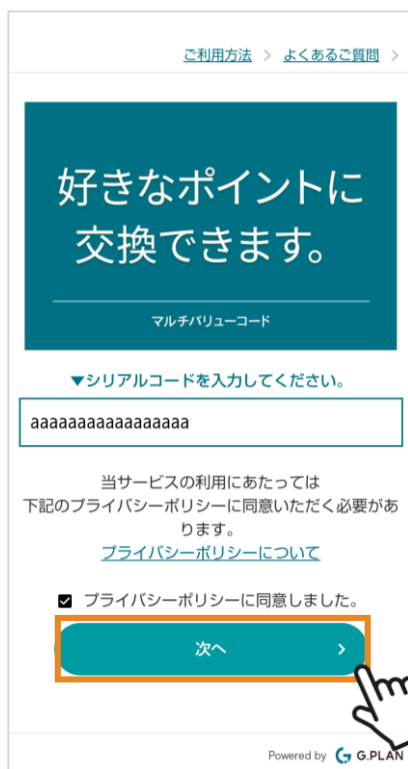 ご利用方法 > よくあるご質問 >
好きなポイントに
交換できます。
マルチバリューコード
▼シリアルコードを入力してください。
aaaaaaaaaaaaaaaaa
当サービスの利用にあたっては
下記のプライバシーポリシーに同意いただく必要があ
ります。
プライバシーポリシーについて
プライバシーポリシーに同意しました。
次へ >
Powered by G.PLAN